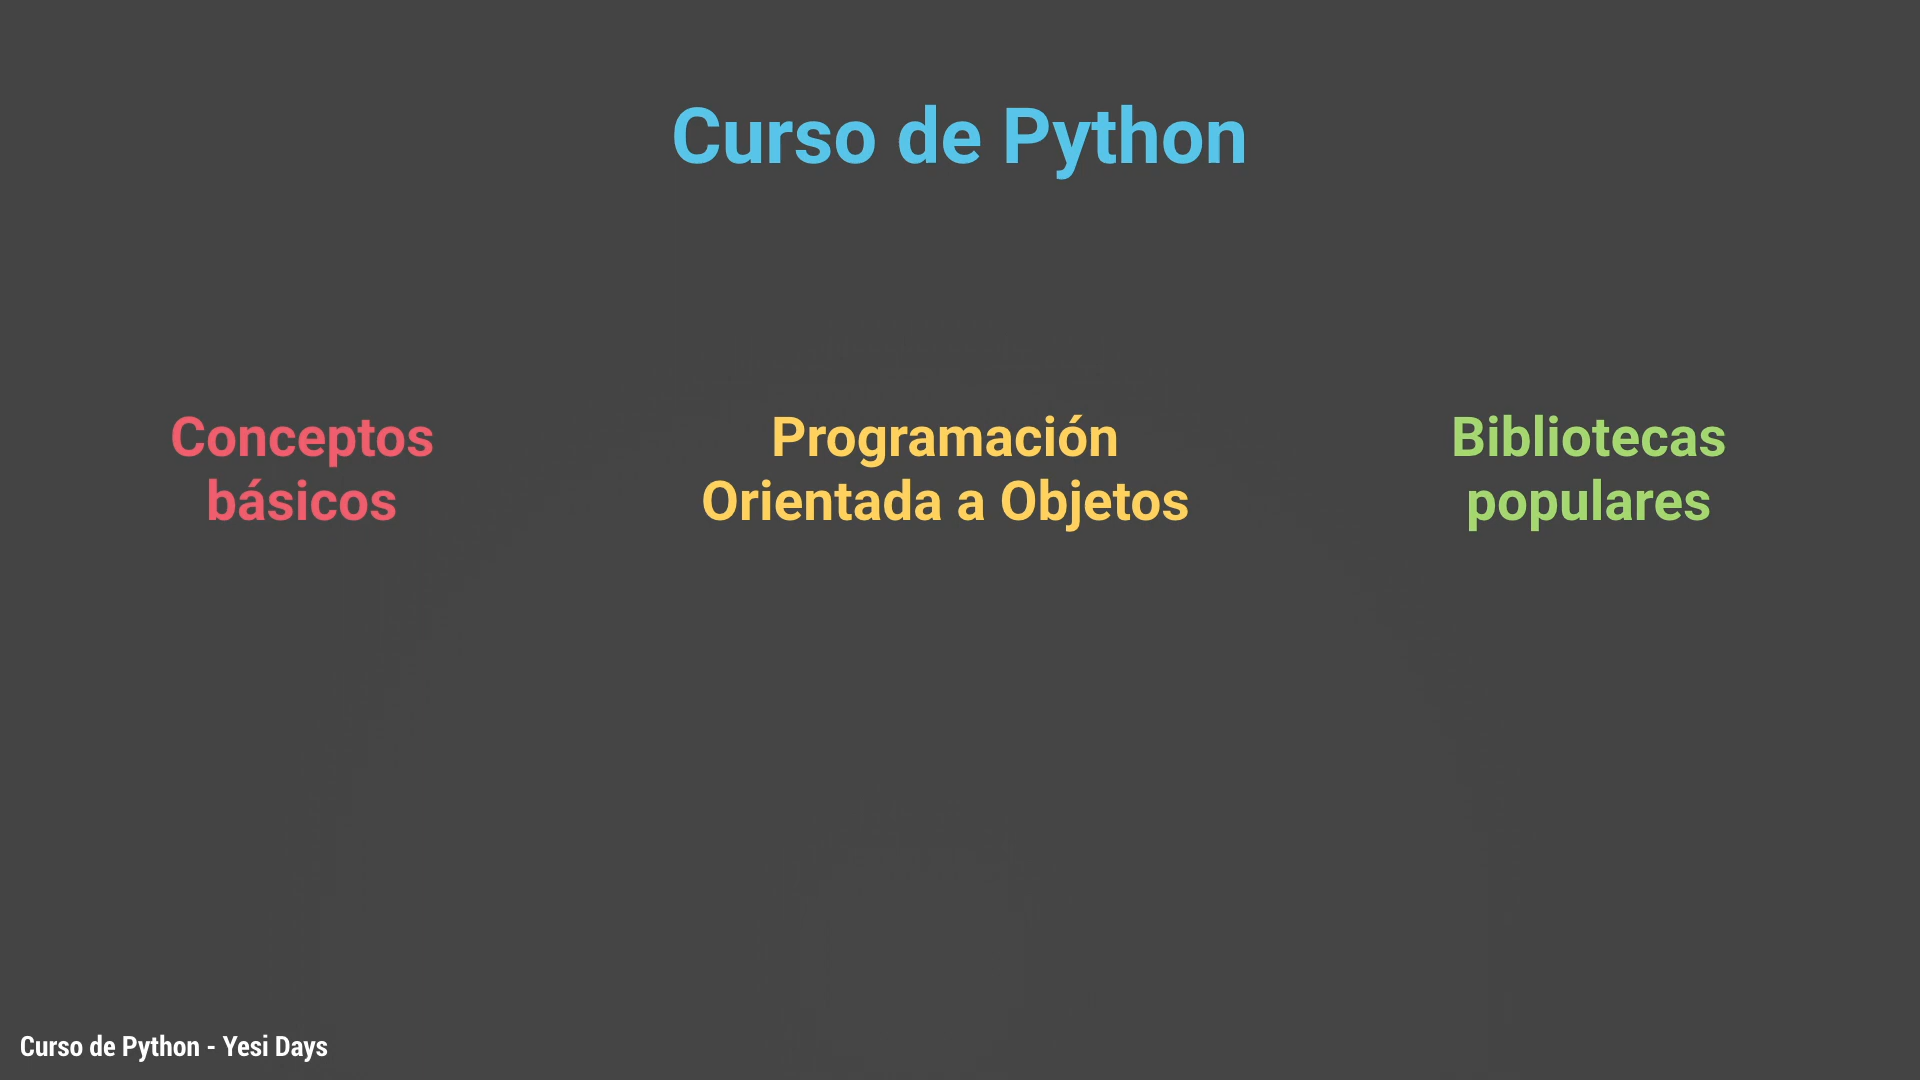 Curso de Python
Conceptos
básicos
Programación
Orientada a Objetos
Bibliotecas
populares
Curso de Python - Yesi Days